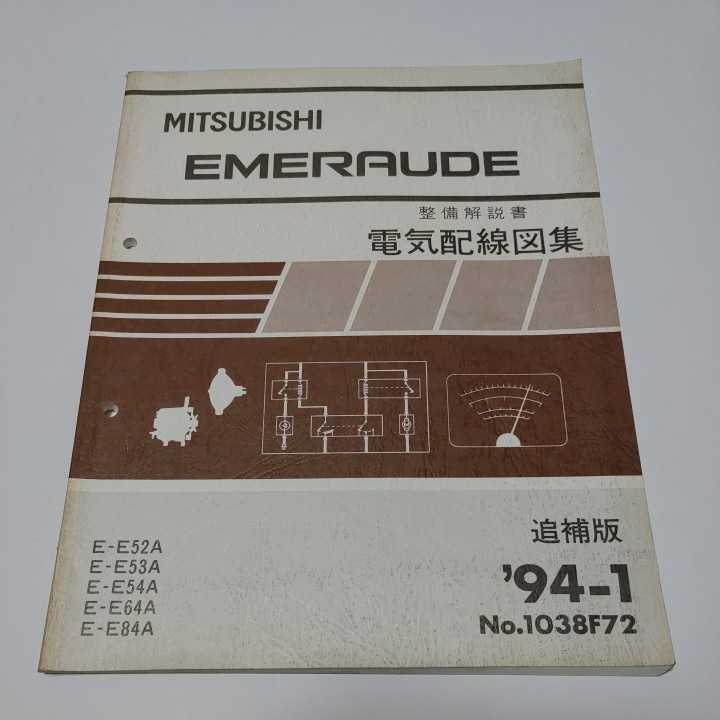 MITSUBISHI
EMERAUDE
整備解説書
電気配線図集
追補版
E-E52A
E-E53A
E-E54A
E-E64A
E-E84A
'94-1
No.1038F72